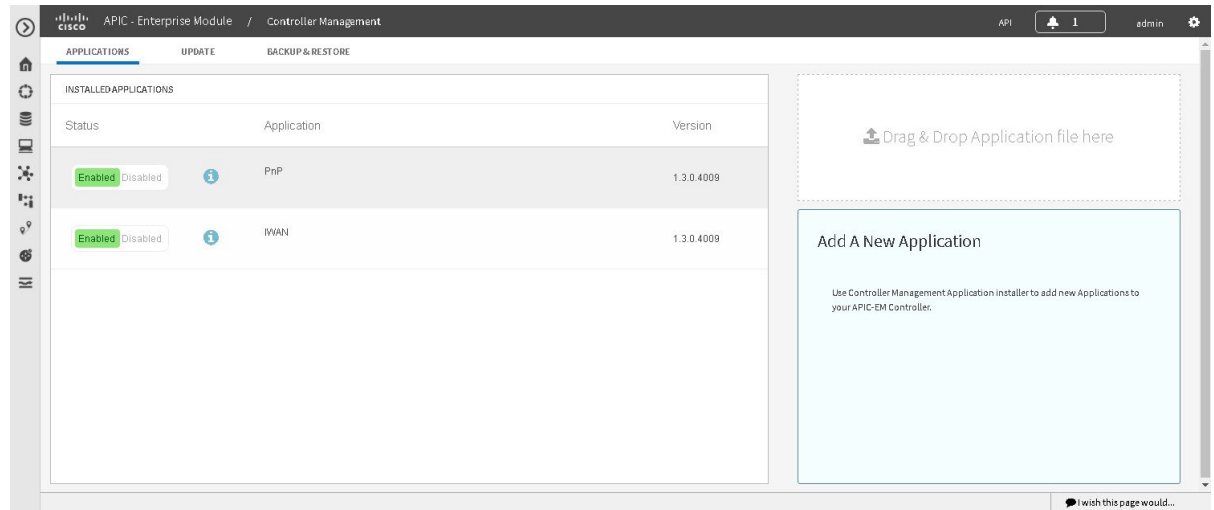 cisco APIC - Enterprise Module / Controller Management API 1 admin
APPLICATIONS UPDATE BACKUP & RESTORE
INSTALLED APPLICATIONS
Status Application Version
Enabled Disabled PnP 1.3.0.4009
Enabled Disabled IWAN 1.3.0.4009
Drag & Drop Application file here
Add A New Application
Use Controller Management Application installer to add new Applications to
your APIC-EM Controller.
I wish this page would...